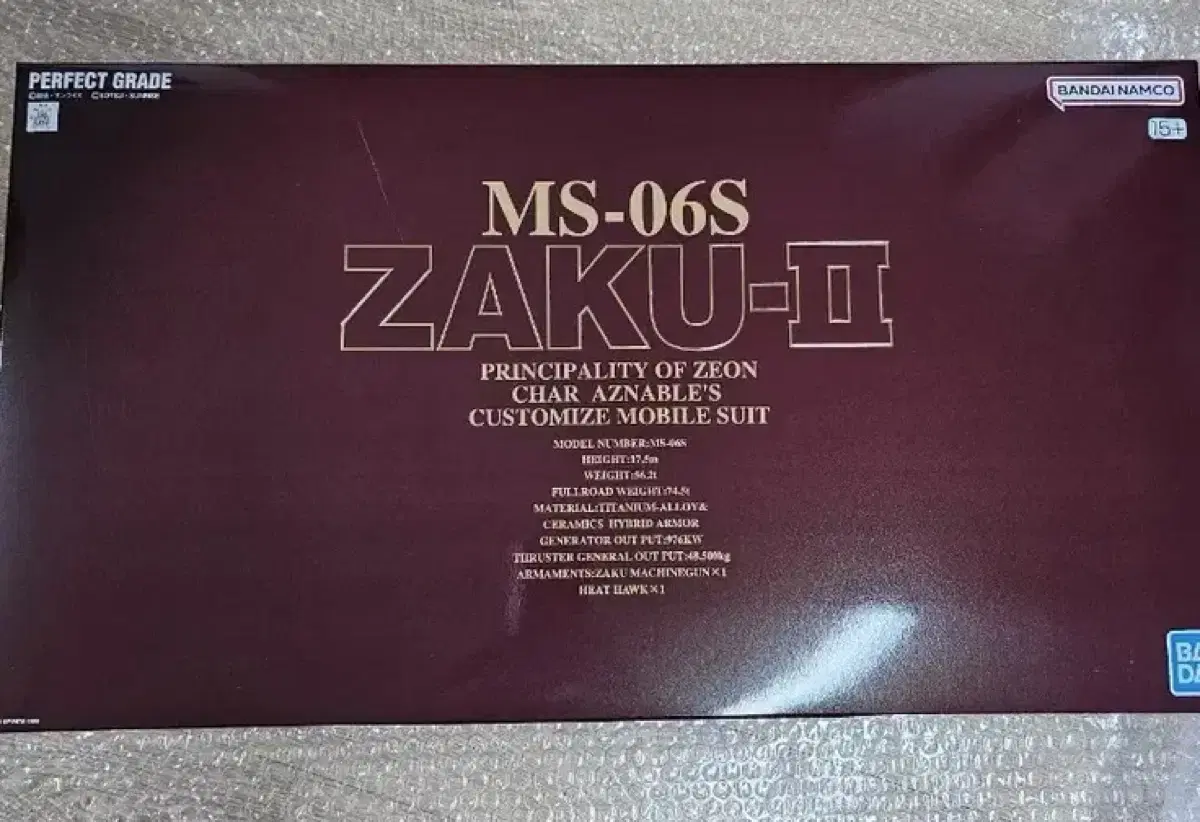 PERFECT GRADE
BANDAI NAMCO
15+
MS-06S
ZAKU-II
PRINCIPALITY OF ZEON
CHAR AZNABLE'S
CUSTOMIZE MOBILE SUIT
MODEL NUMBER:MS-06S
HEIGHT:17.5m
WEIGHT:56.2t
FULLROAD WEIGHT:74.5t
MATERIAL:TITANIUM-ALLOY&
CERAMICS HYBRID ARMOR
GENERATOR OUT PUT:976KW
THRUSTER GENERAL OUT PUT:48.500kg
ARMAMENTS:ZAKU MACHINEGUN×1
HEAT HAWK×1
BA
DA